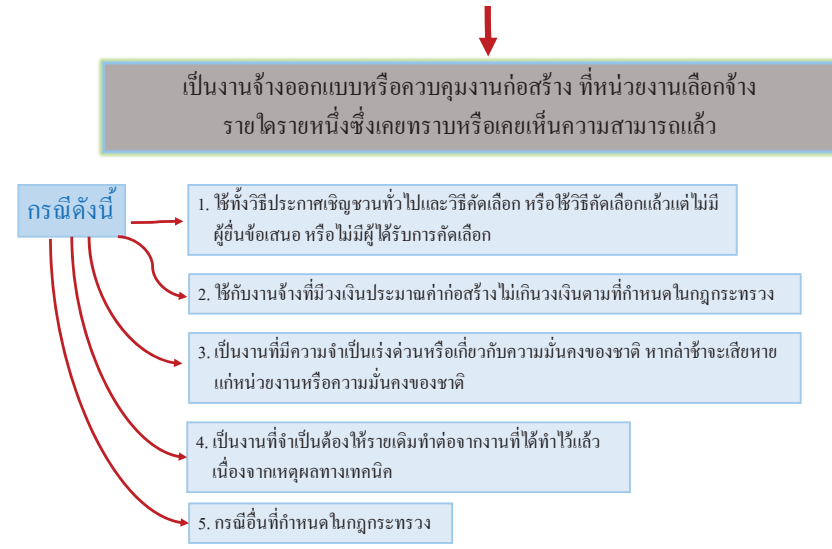 เป็นงานจ้างออกแบบหรือควบคุมงานก่อสร้าง ที่หน่วยงานเลือกจ้าง
รายใดรายหนึ่งซึ่งเคยทราบหรือเคยเห็นความสามารถแล้ว
กรณีดังนี้
1. ใช้ทั้งวิธีประกาศเชิญชวนทั่วไปและวิธีคัดเลือก หรือใช้วิธีคัดเลือกแล้วแต่ไม่มี
ผู้ยื่นข้อเสนอ หรือไม่มีผู้ได้รับการคัดเลือก
2. ใช้กับงานจ้างที่มีวงเงินประมาณค่าก่อสร้างไม่เกินวงเงินตามที่กำหนดในกฎกระทรวง
3. เป็นงานที่มีความจำเป็นเร่งด่วนหรือเกี่ยวกับความมั่นคงของชาติ หากล่าช้าจะเสียหาย
แก่หน่วยงานหรือความมั่นคงของชาติ
4. เป็นงานที่จำเป็นต้องให้รายเดิมทำต่อจากงานที่ได้ทำไว้แล้ว
เนื่องจากเหตุผลทางเทคนิค
5. กรณีอื่นที่กำหนดในกฎกระทรวง